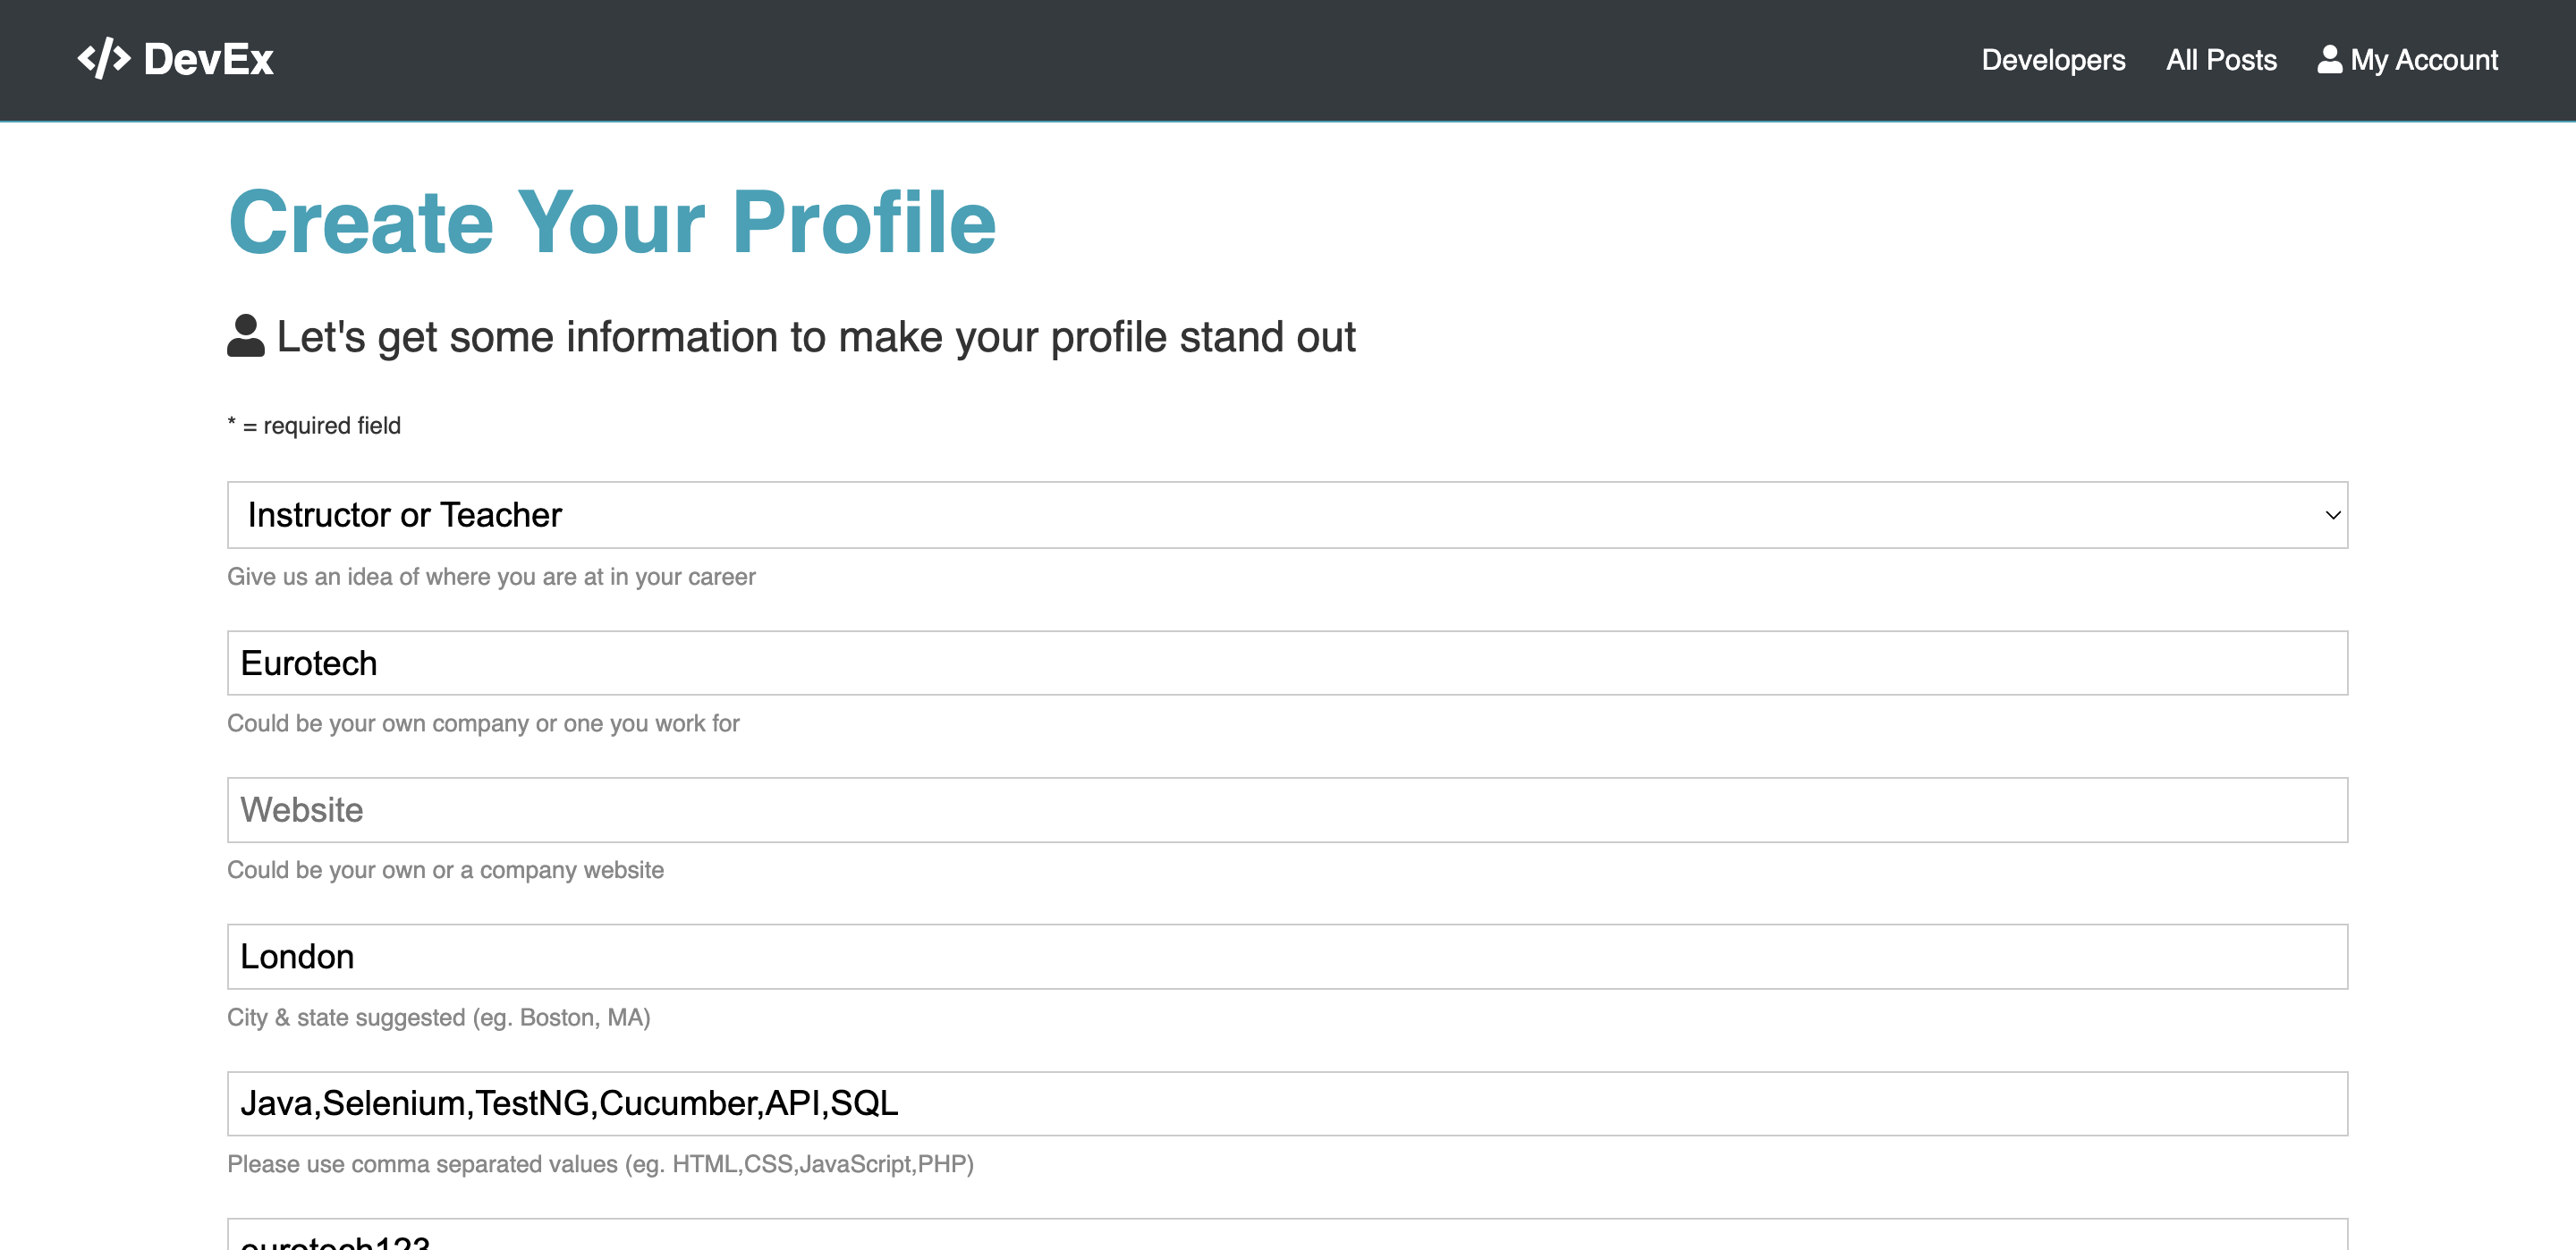 </> DevEx
Developers All Posts My Account
Create Your Profile
Let's get some information to make your profile stand out
* = required field
Instructor or Teacher
Give us an idea of where you are at in your career
Eurotech
Could be your own company or one you work for
Website
Could be your own or a company website
London
City & state suggested (eg. Boston, MA)
Java,Selenium,TestNG,Cucumber,API,SQL
Please use comma separated values (eg. HTML,CSS,JavaScript,PHP)
eurotech123